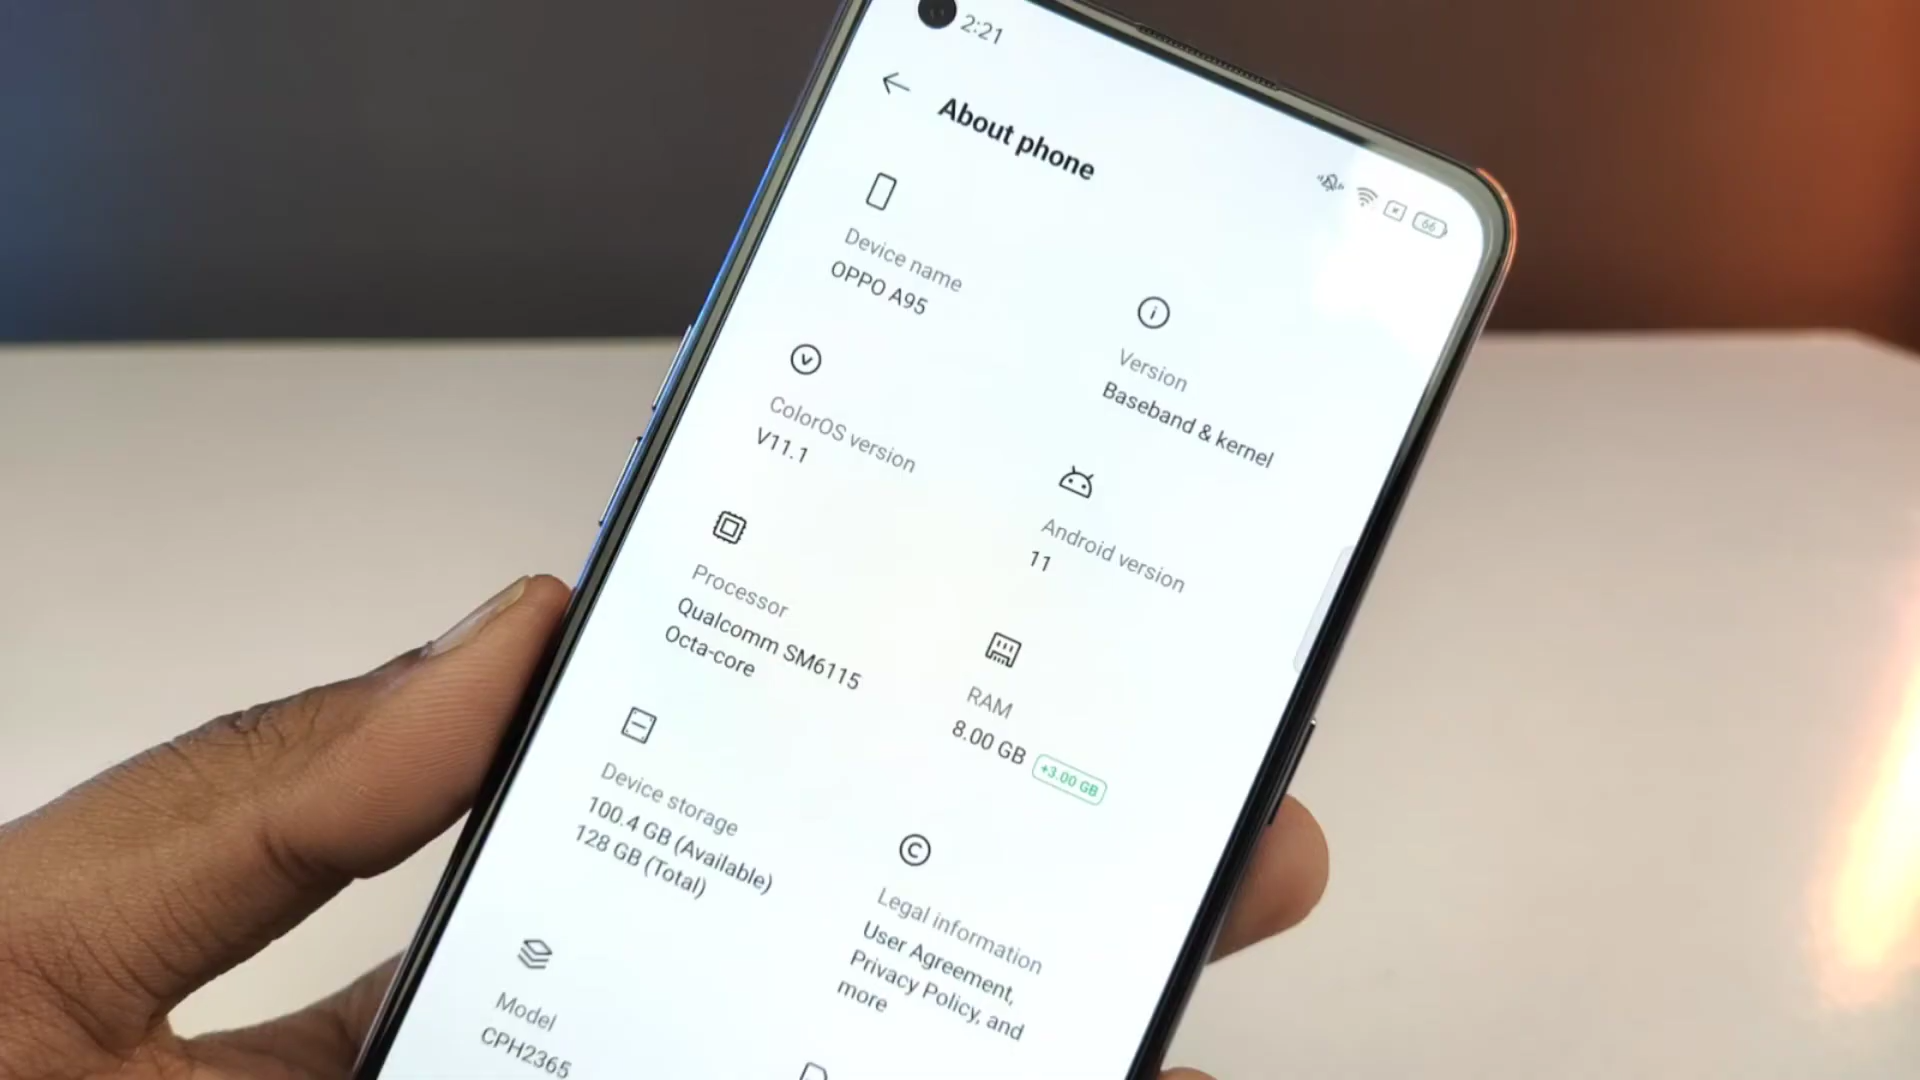 2:21
66
About phone
Device name
OPPO A95
Version
Baseband & kernel
ColorOS version
V11.1
Android version
11
Processor
Qualcomm SM6115
Octa-core
RAM
8.00 GB +3.00 GB
Device storage
100.4 GB (Available)
128 GB (Total)
Legal information
User Agreement,
Privacy Policy, and
more
Model
CPH2365